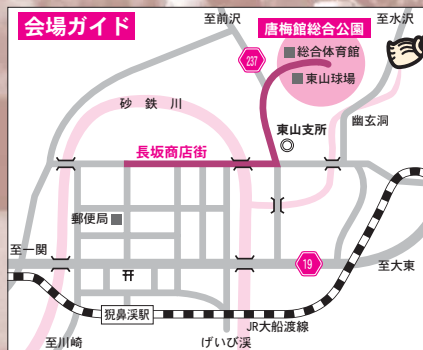 会場ガイド
至前沢
唐梅館総合公園
至水沢
237
総合体育館
東山球場
砂鉄川
幽玄洞
東山支所
長坂商店街
郵便局
至一関
19
至大東
猊鼻渓駅
JR大船渡線
至川崎
げいび渓